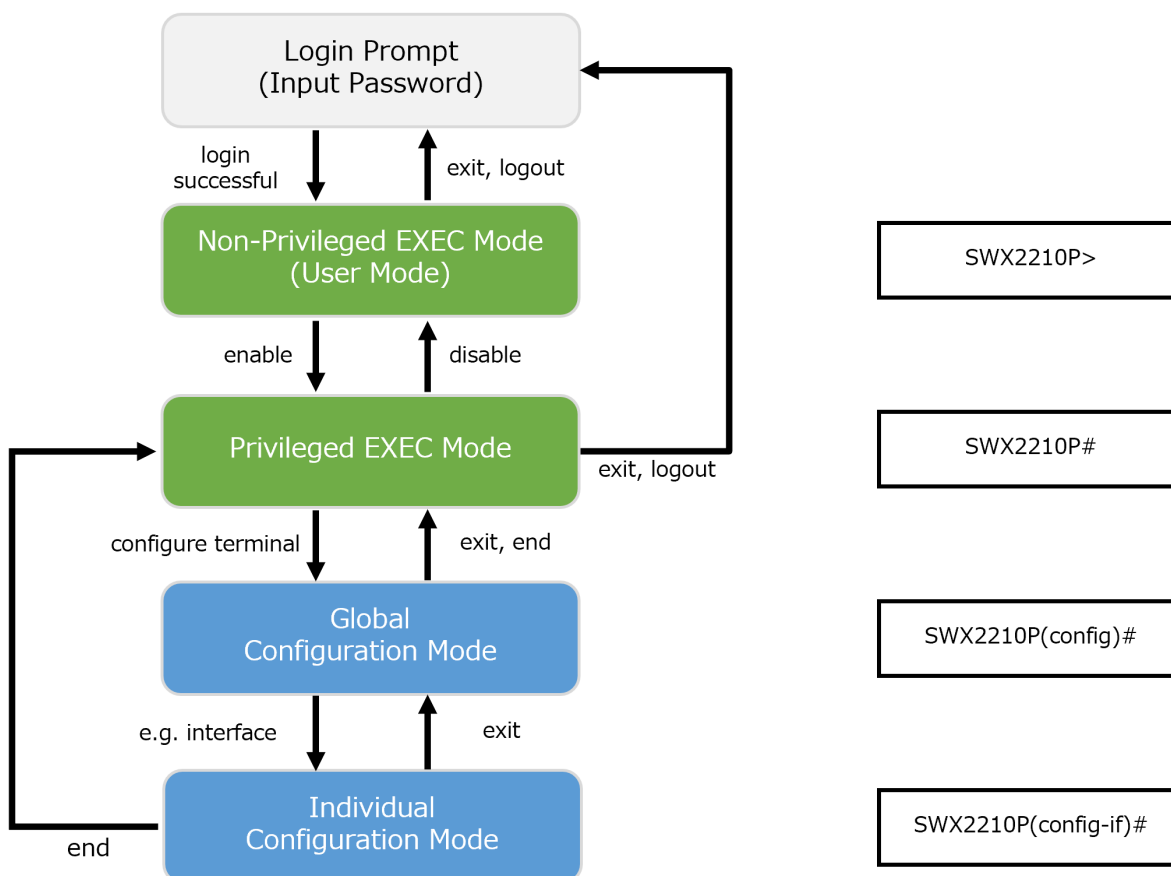 Login Prompt
(Input Password)
login
successful
exit, logout
Non-Privileged EXEC Mode
(User Mode)
SWX2210P>
enable
disable
Privileged EXEC Mode
SWX2210P#
exit, logout
configure terminal
exit, end
Global
Configuration Mode
SWX2210P(config)#
e.g. interface
exit
Individual
Configuration Mode
SWX2210P(config-if)#
end